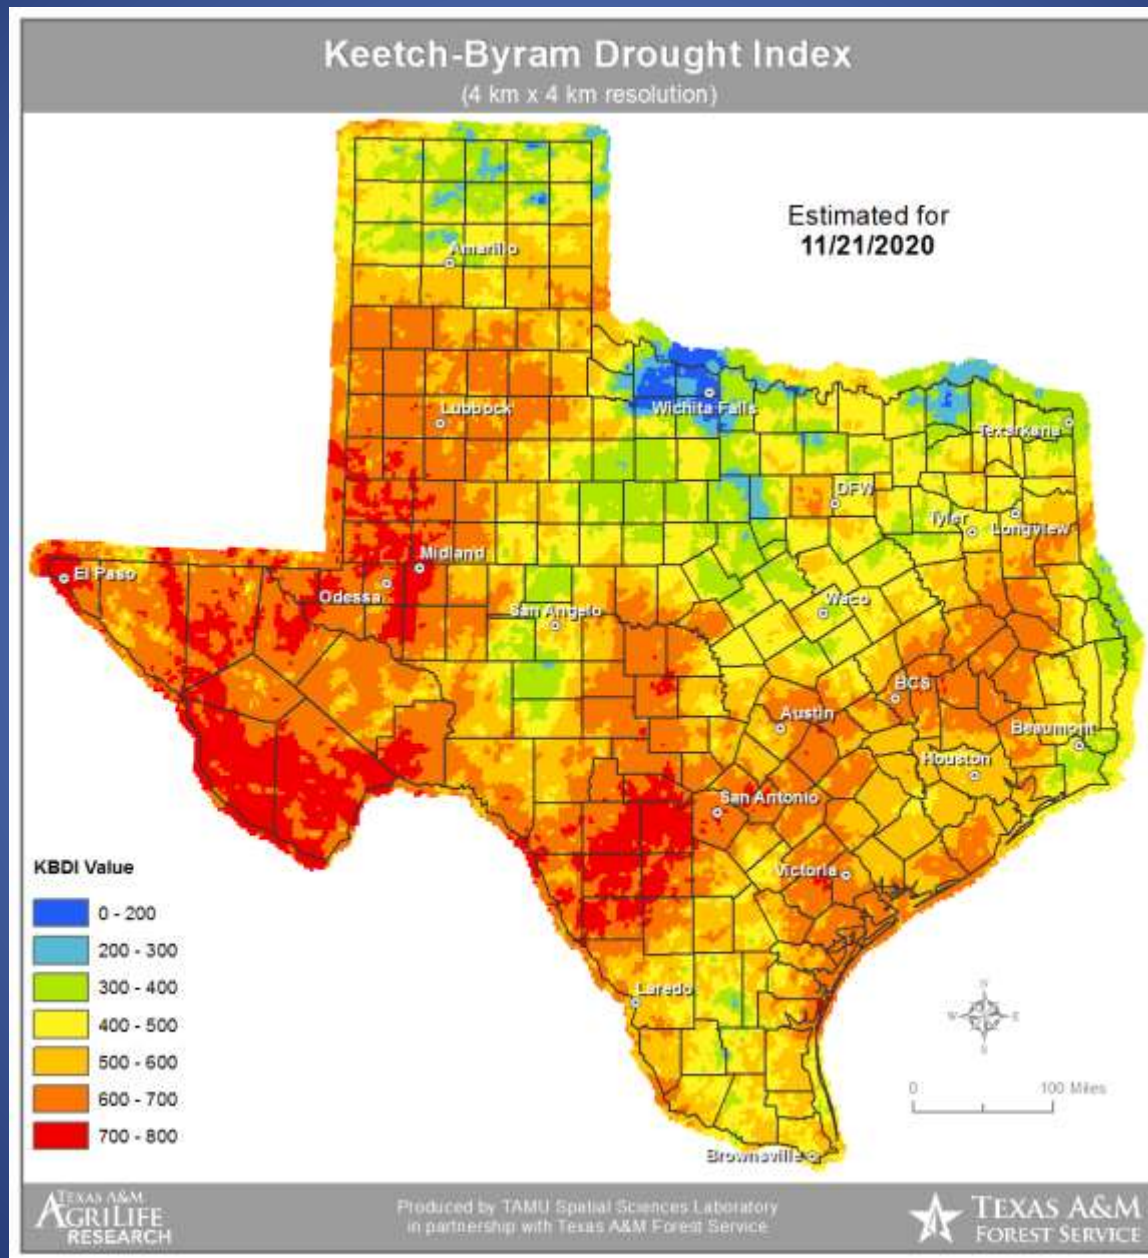 Keetch-Byram Drought Index
(4 km x 4 km resolution)
Estimated for
11/21/2020
Amarillo
Lubbock
Wichita Falls
Texarkana
DFW
Tyler
Longview
Midland
El Paso
Odessa
San Angelo
Waco
BCS
Austin
Beaumont
Houston
San Antonio
Victoria
Laredo
Brownsville
KBDI Value
0 - 200
200 - 300
300 - 400
400 - 500
500 - 600
600 - 700
700 - 800
N
W E
S
0 100 Miles
TEXAS A&M
AGRILIFE
RESEARCH
Produced by TAMU Spatial Sciences Laboratory
in partnership with Texas A&M Forest Service
TEXAS A&M
FOREST SERVICE